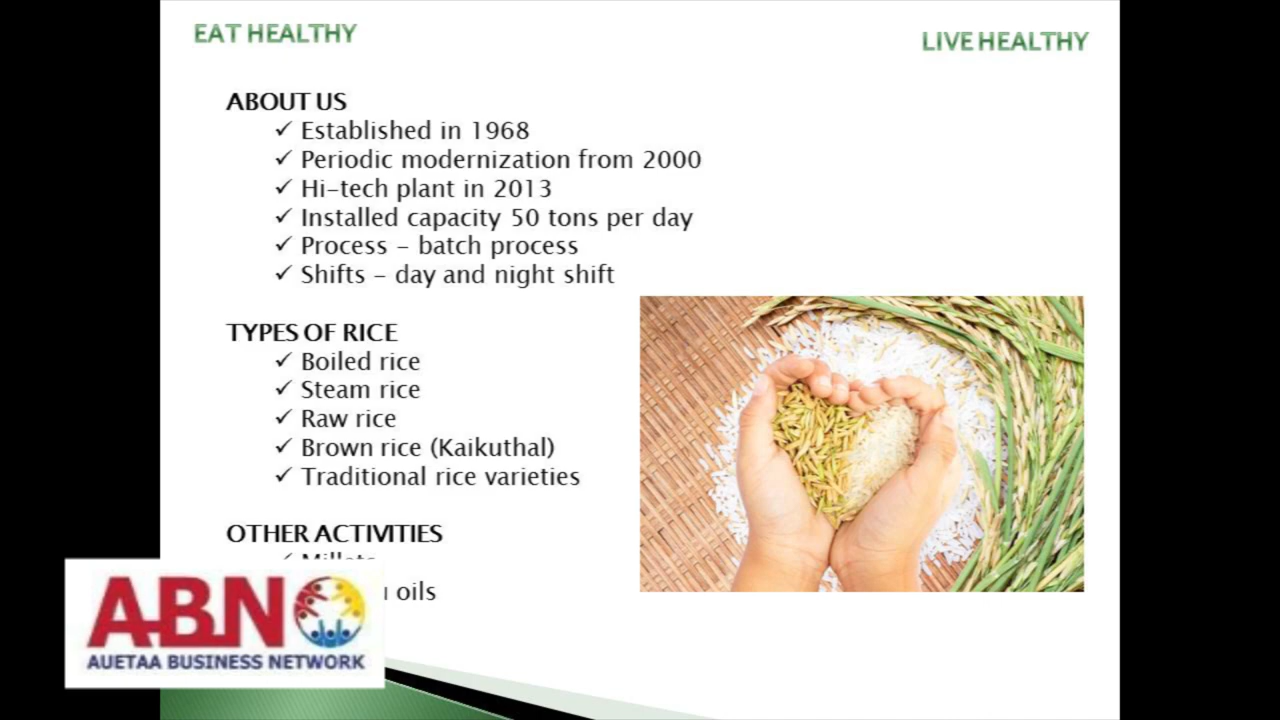 EAT HEALTHY
LIVE HEALTHY
ABOUT US
✓ Established in 1968
✓ Periodic modernization from 2000
✓ Hi-tech plant in 2013
✓ Installed capacity 50 tons per day
✓ Process - batch process
✓ Shifts - day and night shift
TYPES OF RICE
✓ Boiled rice
✓ Steam rice
✓ Raw rice
✓ Brown rice (Kaikuthal)
✓ Traditional rice varieties
OTHER ACTIVITIES
✓ Millets
oils
ABN
AUETAA BUSINESS NETWORK